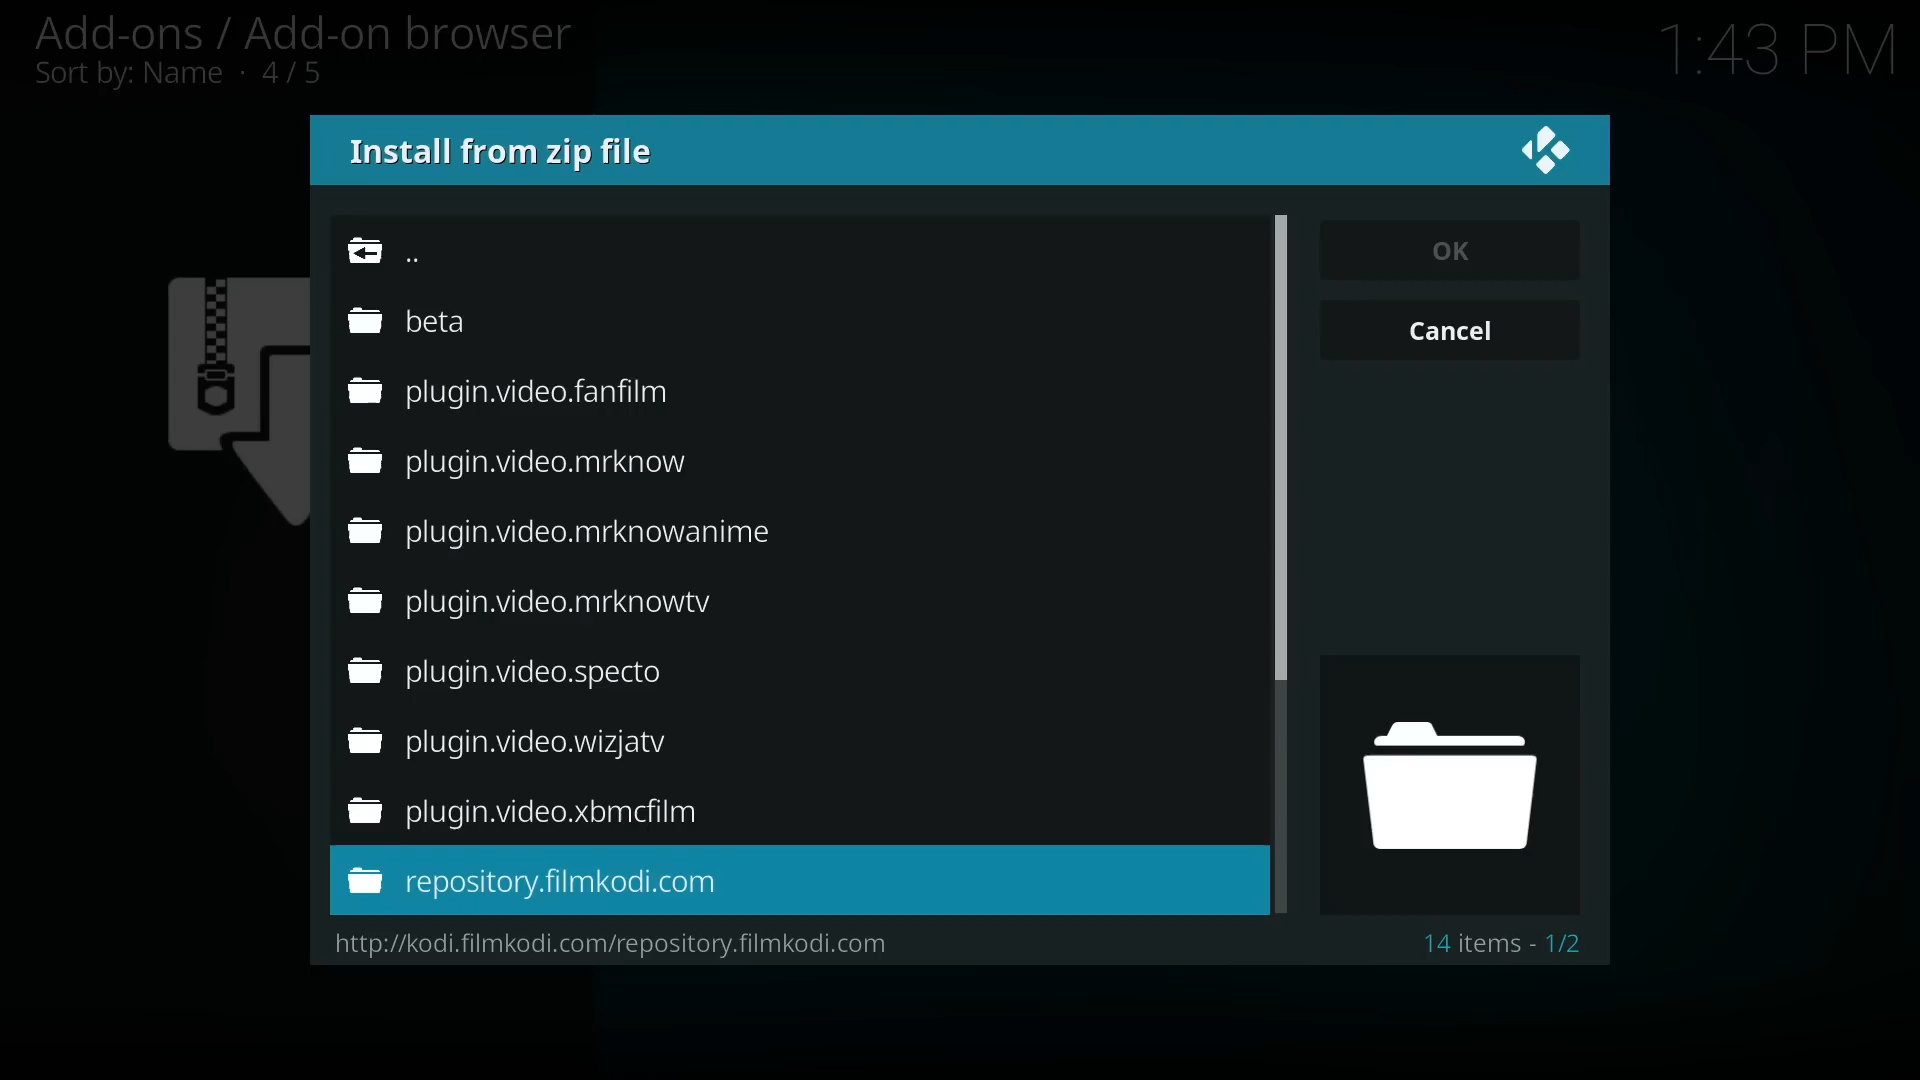 Add-ons / Add-on browser
Sort by: Name · 4 / 5
1:43 PM
Install from zip file
..
beta
plugin.video.fanfilm
plugin.video.mrknow
plugin.video.mrknowanime
plugin.video.mrknowtv
plugin.video.specto
plugin.video.wizjatv
plugin.video.xbmcfilm
repository.filmkodi.com
OK
Cancel
http://kodi.filmkodi.com/repository.filmkodi.com
14 items - 1/2